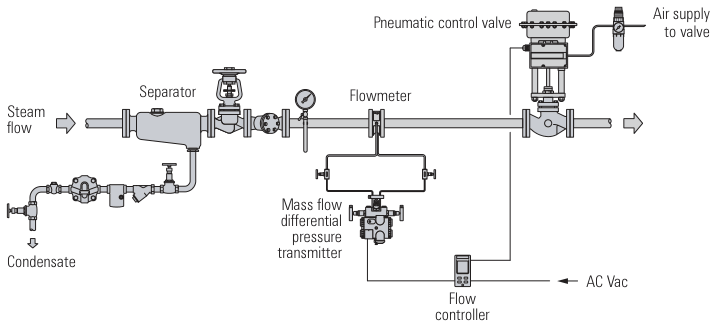 Pneumatic control valve
Air supply
to valve
Separator
Flowmeter
Steam
flow
Mass flow
differential
pressure
transmitter
Condensate
AC Vac
Flow
controller